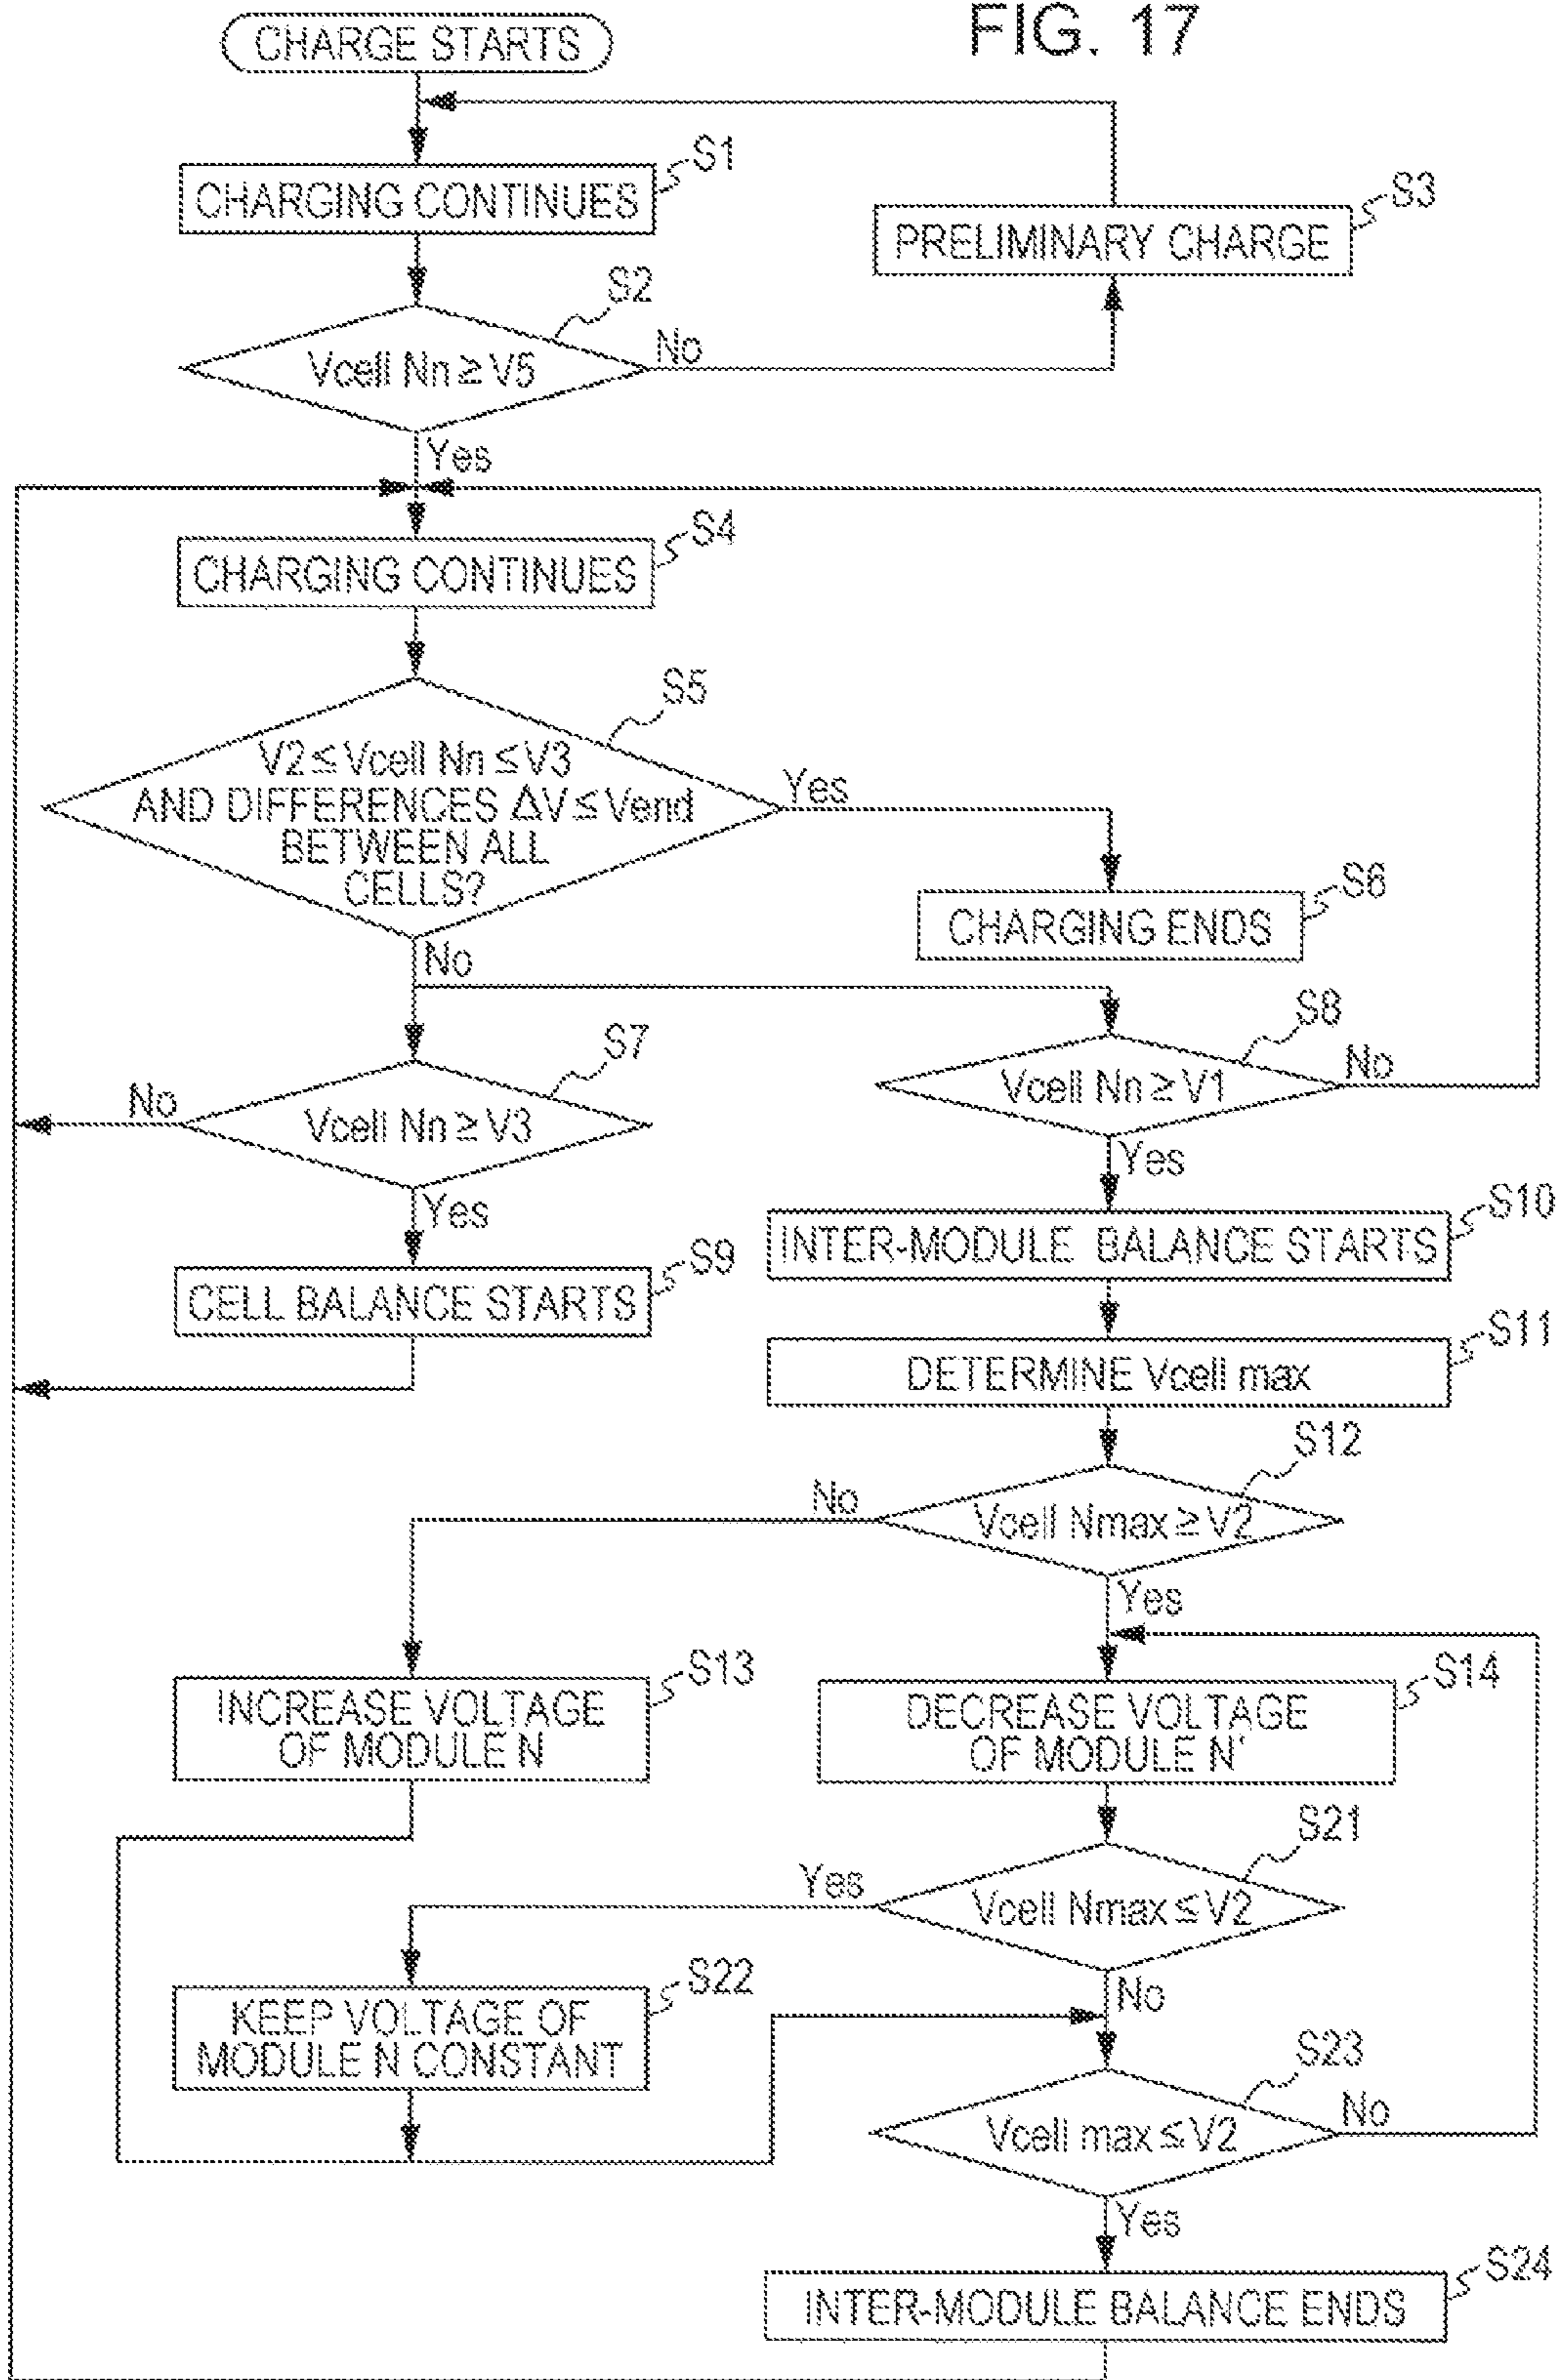 FIG. 17
CHARGE STARTS
S1
CHARGING CONTINUES
S3
PRELIMINARY CHARGE
S2
Vcell Nn ≧ V5
No
Yes
S4
CHARGING CONTINUES
S5
V2 ≦ Vcell Nn ≦ V3
AND DIFFERENCES ΔV ≦ Vend
BETWEEN ALL
CELLS?
Yes
S6
CHARGING ENDS
No
S7
Vcell Nn ≧ V3
No
Yes
S8
Vcell Nn ≧ V1
No
Yes
S9
CELL BALANCE STARTS
S10
INTER-MODULE BALANCE STARTS
S11
DETERMINE Vcell max
S12
Vcell Nmax ≧ V2
No
Yes
S13
INCREASE VOLTAGE
OF MODULE N
S14
DECREASE VOLTAGE
OF MODULE N'
S21
Vcell Nmax ≦ V2
Yes
No
S22
KEEP VOLTAGE OF
MODULE N CONSTANT
S23
Vcell max ≦ V2
No
Yes
S24
INTER-MODULE BALANCE ENDS